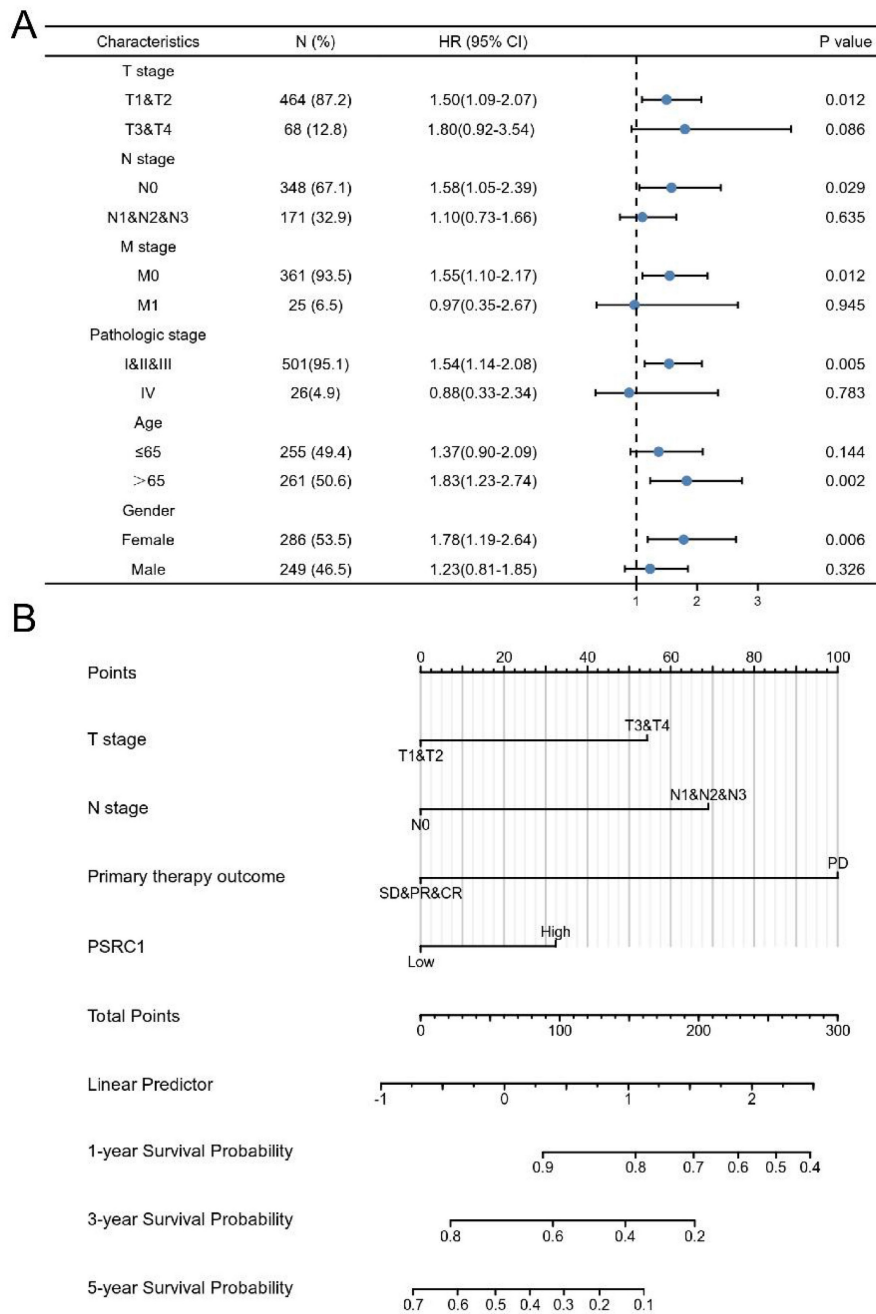 A
Characteristics N (%) HR (95% CI) P value
T stage
T1&T2 464 (87.2) 1.50(1.09-2.07) 0.012
T3&T4 68 (12.8) 1.80(0.92-3.54) 0.086
N stage
N0 348 (67.1) 1.58(1.05-2.39) 0.029
N1&N2&N3 171 (32.9) 1.10(0.73-1.66) 0.635
M stage
M0 361 (93.5) 1.55(1.10-2.17) 0.012
M1 25 (6.5) 0.97(0.35-2.67) 0.945
Pathologic stage
I&II&III 501(95.1) 1.54(1.14-2.08) 0.005
IV 26(4.9) 0.88(0.33-2.34) 0.783
Age
≤65 255 (49.4) 1.37(0.90-2.09) 0.144
>65 261 (50.6) 1.83(1.23-2.74) 0.002
Gender
Female 286 (53.5) 1.78(1.19-2.64) 0.006
Male 249 (46.5) 1.23(0.81-1.85) 0.326
1 2 3
B
0 20 40 60 80 100
Points
T3&T4
T stage
T1&T2
N1&N2&N3
N stage
N0
PD
Primary therapy outcome
SD&PR&CR
High
PSRC1
Low
Total Points
0 100 200 300
Linear Predictor
-1 0 1 2
1-year Survival Probability
0.9 0.8 0.7 0.6 0.5 0.4
3-year Survival Probability
0.8 0.6 0.4 0.2
5-year Survival Probability
0.7 0.6 0.5 0.4 0.3 0.2 0.1